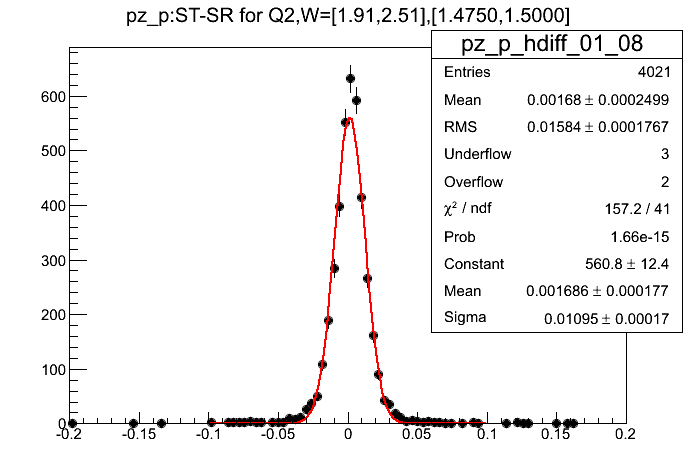 pz_p:ST-SR for Q2,W=[1.91,2.51],[1.4750,1.5000]
pz_p_hdiff_01_08
Entries 4021
Mean 0.00168 ± 0.0002499
RMS 0.01584 ± 0.0001767
Underflow 3
Overflow 2
χ² / ndf 157.2 / 41
Prob 1.66e-15
Constant 560.8 ± 12.4
Mean 0.001686 ± 0.000177
Sigma 0.01095 ± 0.00017
600
500
400
300
200
100
0
-0.2 -0.15 -0.1 -0.05 0 0.05 0.1 0.15 0.2